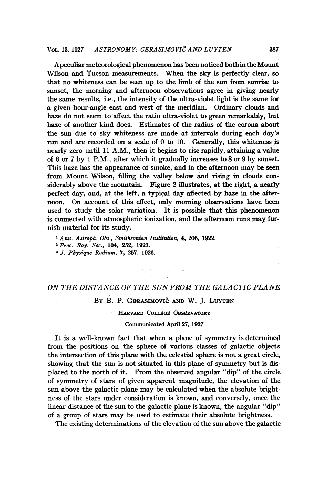 VOL. 13, 1927 ASTRONOMY: GERASIMOVIČ AND LUYTEN 387
A peculiar meteorological phenomenon has been noticed both in the Mount
Wilson and Tucson measurements. When the sky is perfectly clear, so
that no whiteness can be seen up to the limb of the sun from sunrise to
sunset, the morning and afternoon observations agree in giving nearly
the same results, i.e., the intensity of the ultra-violet light is the same for
a given hour-angle east and west of the meridian. Ordinary clouds and
haze do not seem to affect the ratio ultra-violet to green remarkably, but
haze of another kind does. Estimates of the radius of the corona about
the sun due to sky whiteness are made at intervals during each day's
run and are recorded on a scale of 0 to 10. Generally, this whiteness is
nearly zero until 11 A.M., then it begins to rise rapidly, attaining a value
of 6 or 7 by 1 P.M., after which it gradually increases to 8 or 9 by sunset.
This haze has the appearance of smoke, and in the afternoon may be seen
from Mount Wilson, filling the valley below and rising in clouds con-
siderably above the mountain. Figure 2 illustrates, at the right, a nearly
perfect day, and, at the left, a typical day affected by haze in the after-
noon. On account of this effect, only morning observations have been
used to study the solar variation. It is possible that this phenomenon
is connected with atmospheric ionization, and the afternoon runs may fur-
nish material for its study.
Ann. Astrop. Obs., Smithsonian Institution, 4, 205, 1922.
Proc. Roy. Soc., 104, 252, 1923.
J. Physique Radium, 7, 257, 1926.
ON THE DISTANCE OF THE SUN FROM THE GALACTIC PLANE
BY B. P. GERASIMOVIČ AND W. J. LUYTEN
HARVARD COLLEGE OBSERVATORY
Communicated April 27, 1927
It is a well-known fact that when a plane of symmetry is determined
from the positions on the sphere of various classes of galactic objects
the intersection of this plane with the celestial sphere is not a great circle,
showing that the sun is not situated in this plane of symmetry but is dis-
placed to the north of it. From the observed angular "dip" of the circle
of symmetry of stars of given apparent magnitude, the elevation of the
sun above the galactic plane may be calculated when the absolute bright-
ness of the stars under consideration is known, and conversely, once the
linear distance of the sun to the galactic plane is known, the angular "dip"
of a group of stars may be used to estimate their absolute brightness.
The existing determinations of the elevation of the sun above the galactic